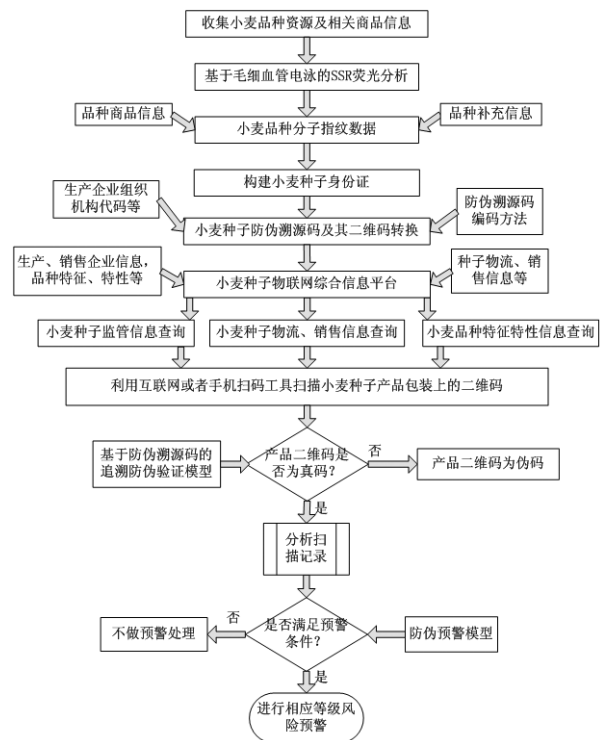 收集小麦品种资源及相关商品信息
基于毛细血管电泳的SSR荧光分析
品种商品信息
品种补充信息
小麦品种分子指纹数据
构建小麦种子身份证
生产企业组织
机构代码等
防伪溯源码
编码方法
小麦种子防伪溯源码及其二维码转换
生产、销售企业信息，
品种特征、特性等
种子物流、销
售信息等
小麦种子物联网综合信息平台
小麦种子监管信息查询
小麦种子物流、销售信息查询
小麦品种特征特性信息查询
利用互联网或者手机扫码工具扫描小麦种子产品包装上的二维码
基于防伪溯源码的
追溯防伪验证模型
产品二维码是
否为真码？
否
产品二维码为伪码
是
分析扫
描记录
不做预警处理
否
是否满足预警
条件？
防伪预警模型
是
进行相应等级风
险预警